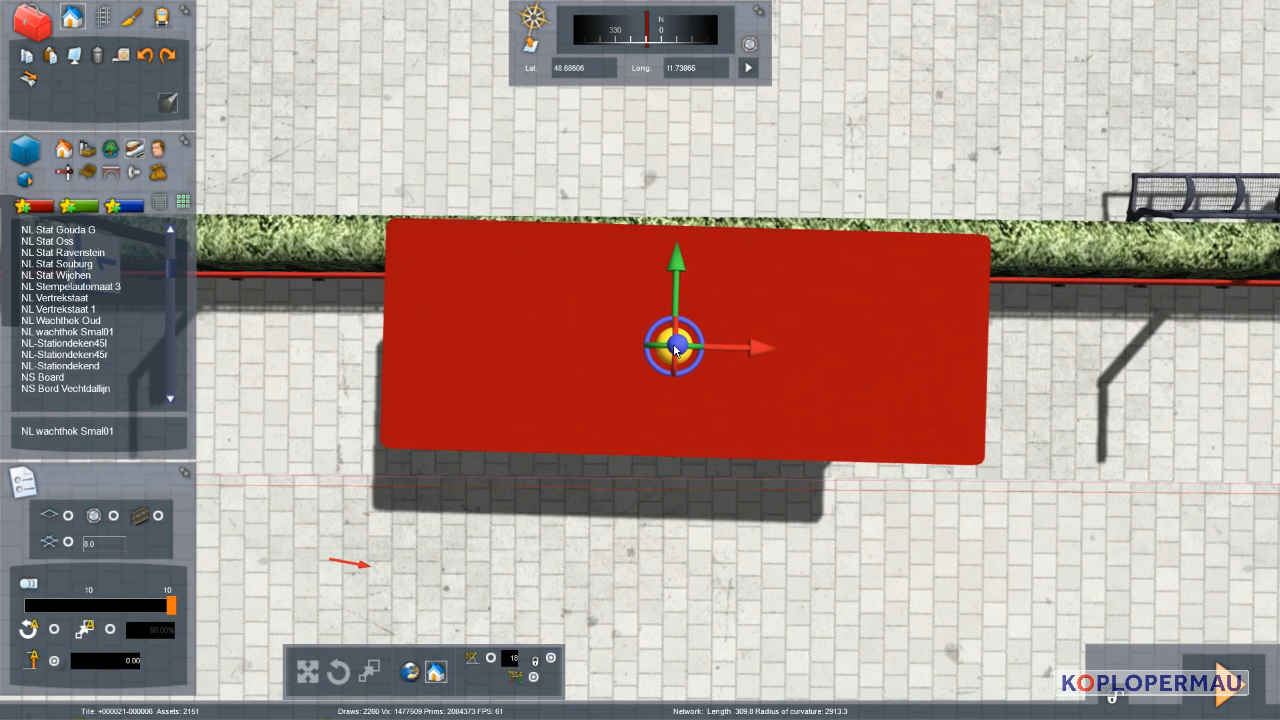 N
330
0
Lat:
48.68606
Long:
11.73865
NL Stat Gouda G
NL Stat Oss
NL Stat Ravenstein
NL Stat Souburg
NL Stat Wijchen
NL Stempelautomaat 3
NL Vertrekstaat
NL Vertrekstaat 1
NL Wachthok Oud
NL wachthok Smal01
NL-Stationdeken45l
NL-Stationdeken45r
NL-Stationdekend
NS Board
NS Bord Vechtdallijn
NL wachthok Smal01
8.0
10
10
50.00%
0.00
18
KOPLOPERMAU
Tile: +000021-000006 Assets: 2151
Draws: 2260 Vx: 1477509 Prims: 2084373 FPS: 61
Network: Length 309.8 Radius of curvature: 2913.3